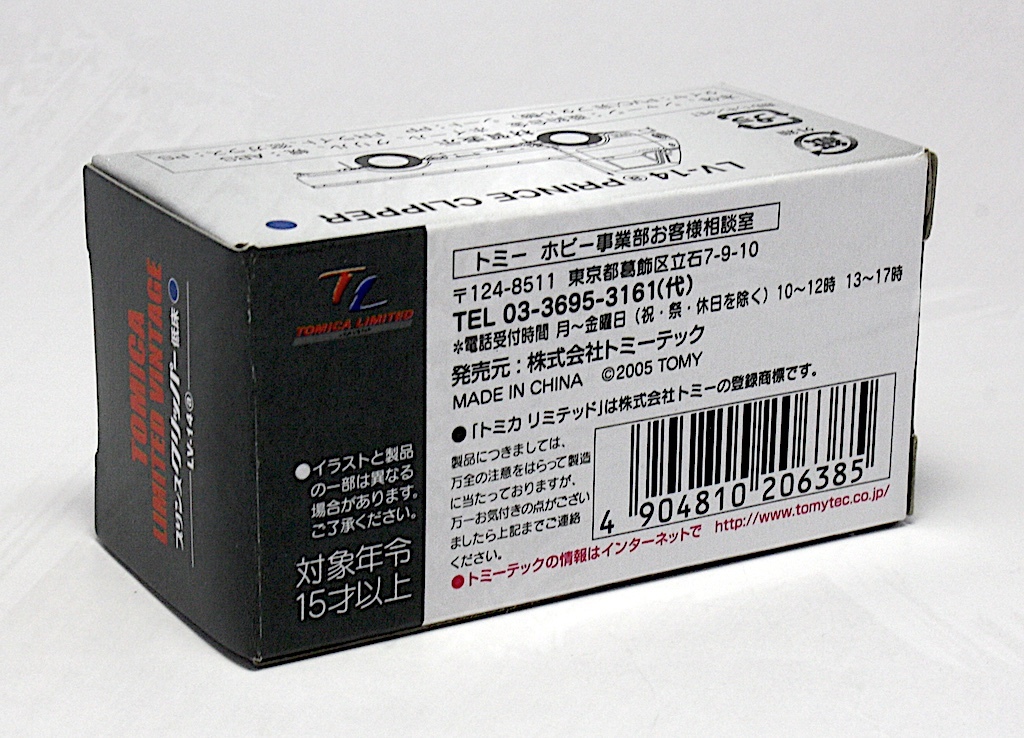 LV-14ⓐ PRINCE CLIPPER
TOMICA
LIMITED VINTAGE
LV-14ⓐ
プリンスクリッパー 低床
TL
TOMICA LIMITED
●イラストと製品
の一部は異なる
場合があります。
ご了承ください。
対象年令
15才以上
トミー ホビー事業部お客様相談室
〒124-8511 東京都葛飾区立石7-9-10
TEL 03-3695-3161(代)
*電話受付時間 月〜金曜日(祝・祭・休日を除く) 10〜12時 13〜17時
発売元:株式会社トミーテック
MADE IN CHINA ©2005 TOMY
●「トミカ リミテッド」は株式会社トミーの登録商標です。
製品につきましては、
万全の注意をはらって製造
に当たっておりますが、
万一お気付きの点がござい
ましたら上記までご連絡
ください。
4 904810 206385
●トミーテックの情報はインターネットで http://www.tomytec.co.jp/